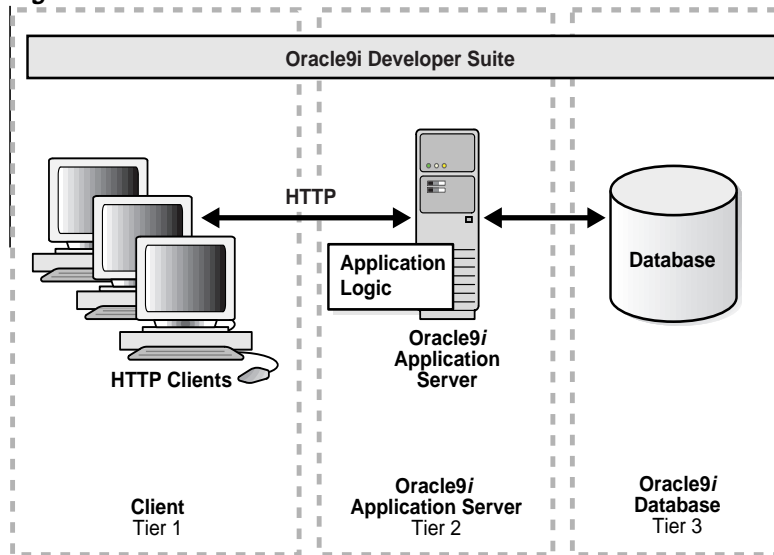 Oracle9i Developer Suite
HTTP
Application
Logic
Database
Oracle9i
Application
Server
HTTP Clients
Client
Tier 1
Oracle9i
Application Server
Tier 2
Oracle9i
Database
Tier 3